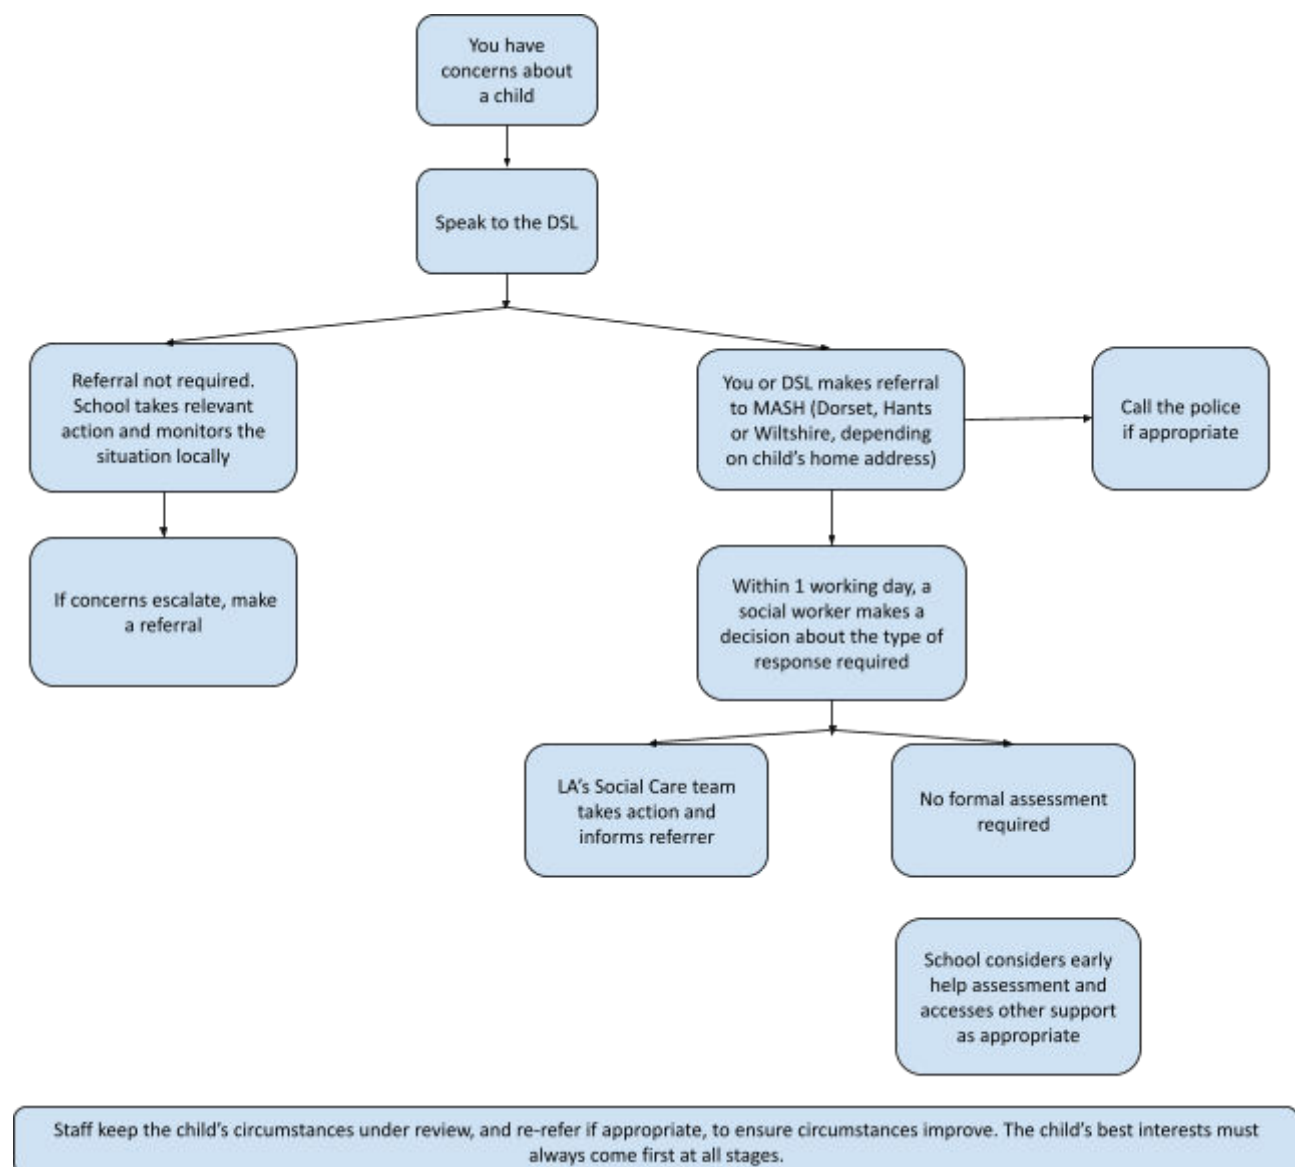 You have
concerns about
a child
Speak to the DSL
Referral not required.
School takes relevant
action and monitors the
situation locally
You or DSL makes referral
to MASH (Dorset, Hants
or Wiltshire, depending
on child's home address)
Call the police
if appropriate
If concerns escalate, make
a referral
Within 1 working day, a
social worker makes a
decision about the type of
response required
LA's Social Care team
takes action and
informs referrer
No formal assessment
required
School considers early
help assessment and
accesses other support
as appropriate
Staff keep the child's circumstances under review, and re-refer if appropriate, to ensure circumstances improve. The child's best interests must
always come first at all stages.